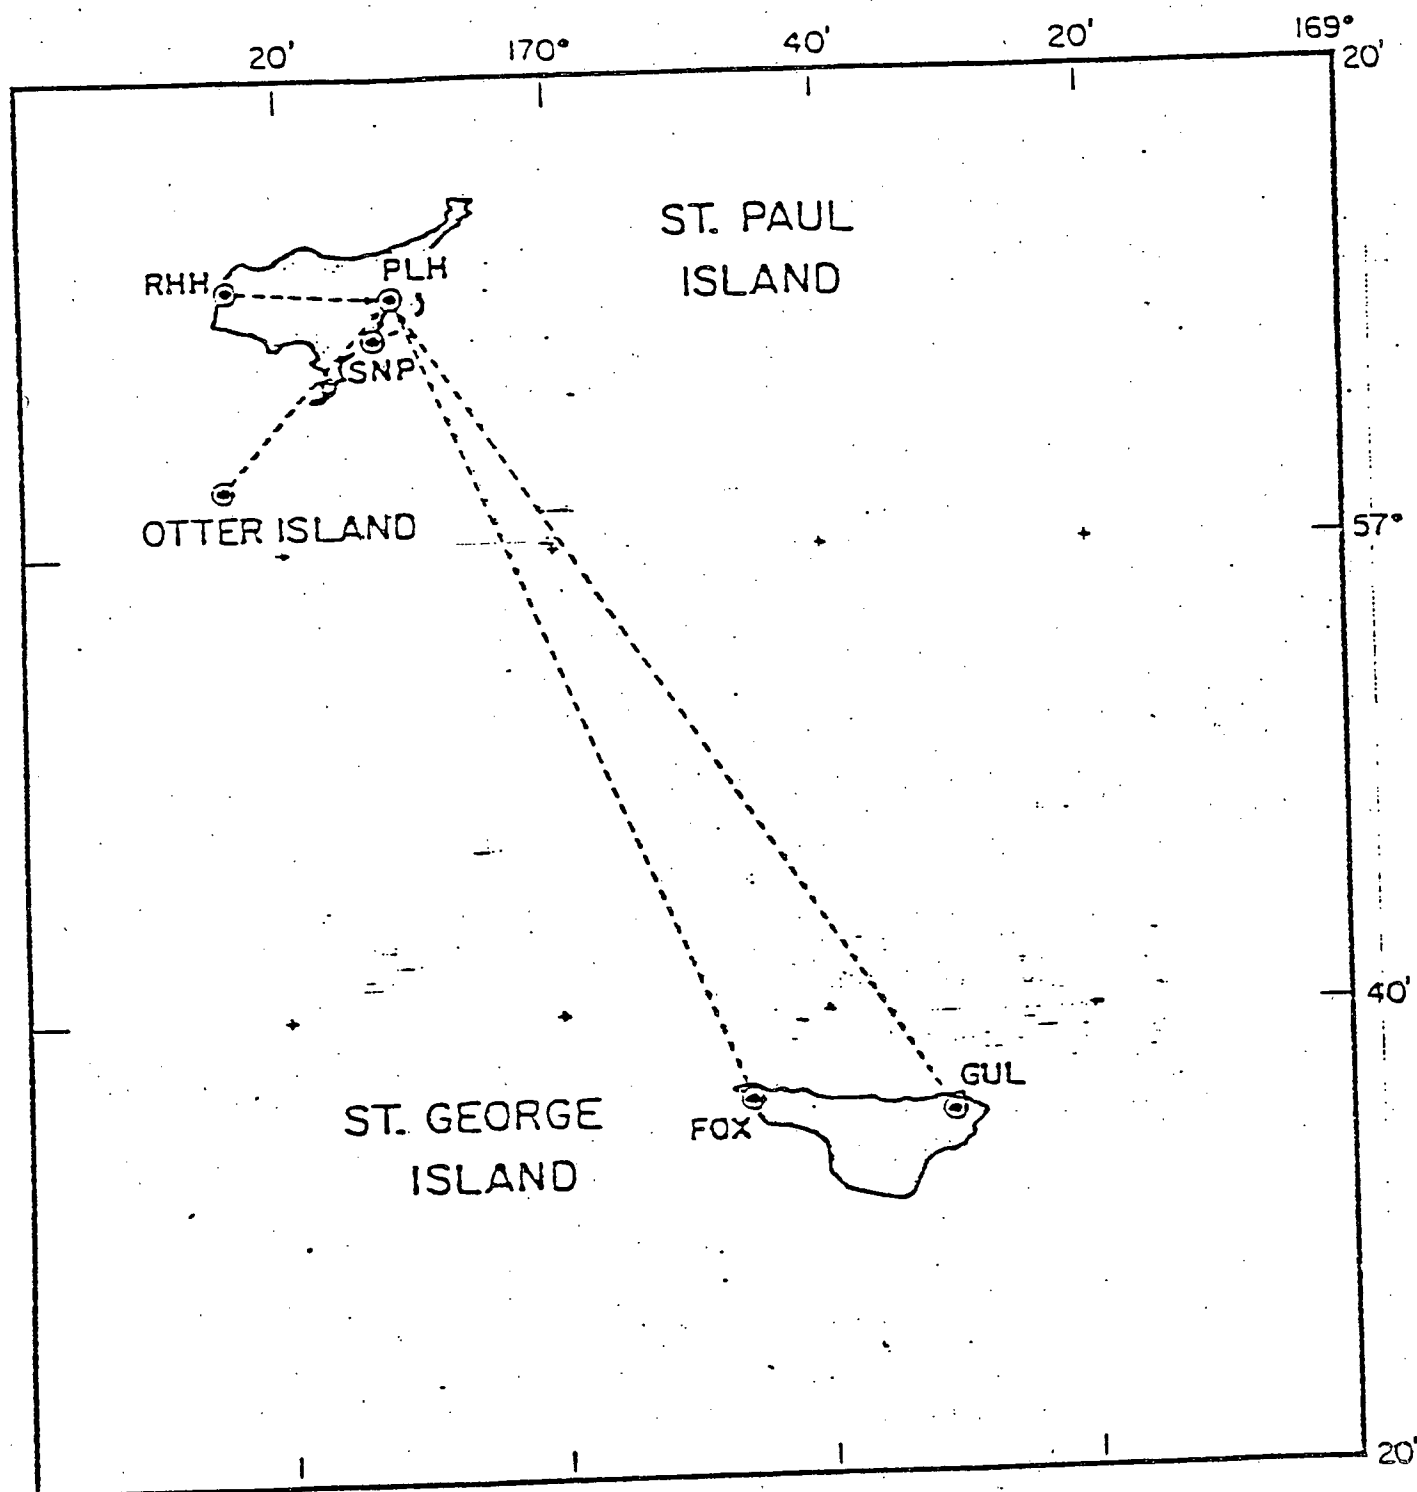 20' 170° 40' 20' 169°
20'
ST. PAUL
ISLAND
PLH
RHH
SNP
OTTER ISLAND
57°
40'
GUL
FOX
ST. GEORGE
ISLAND
20'